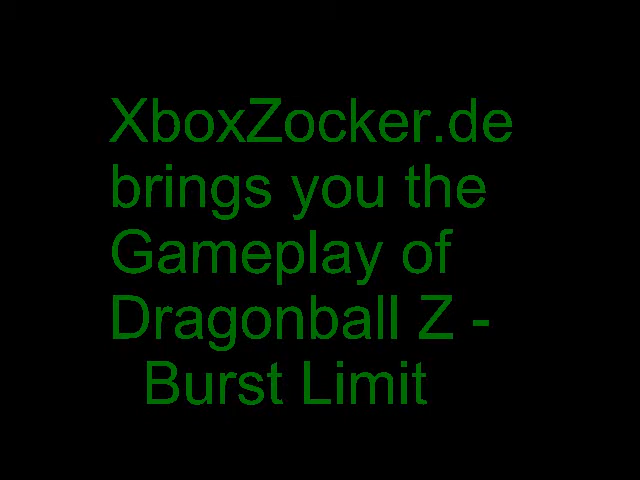 XboxZocker.de
brings you the
Gameplay of
Dragonball Z -
Burst Limit